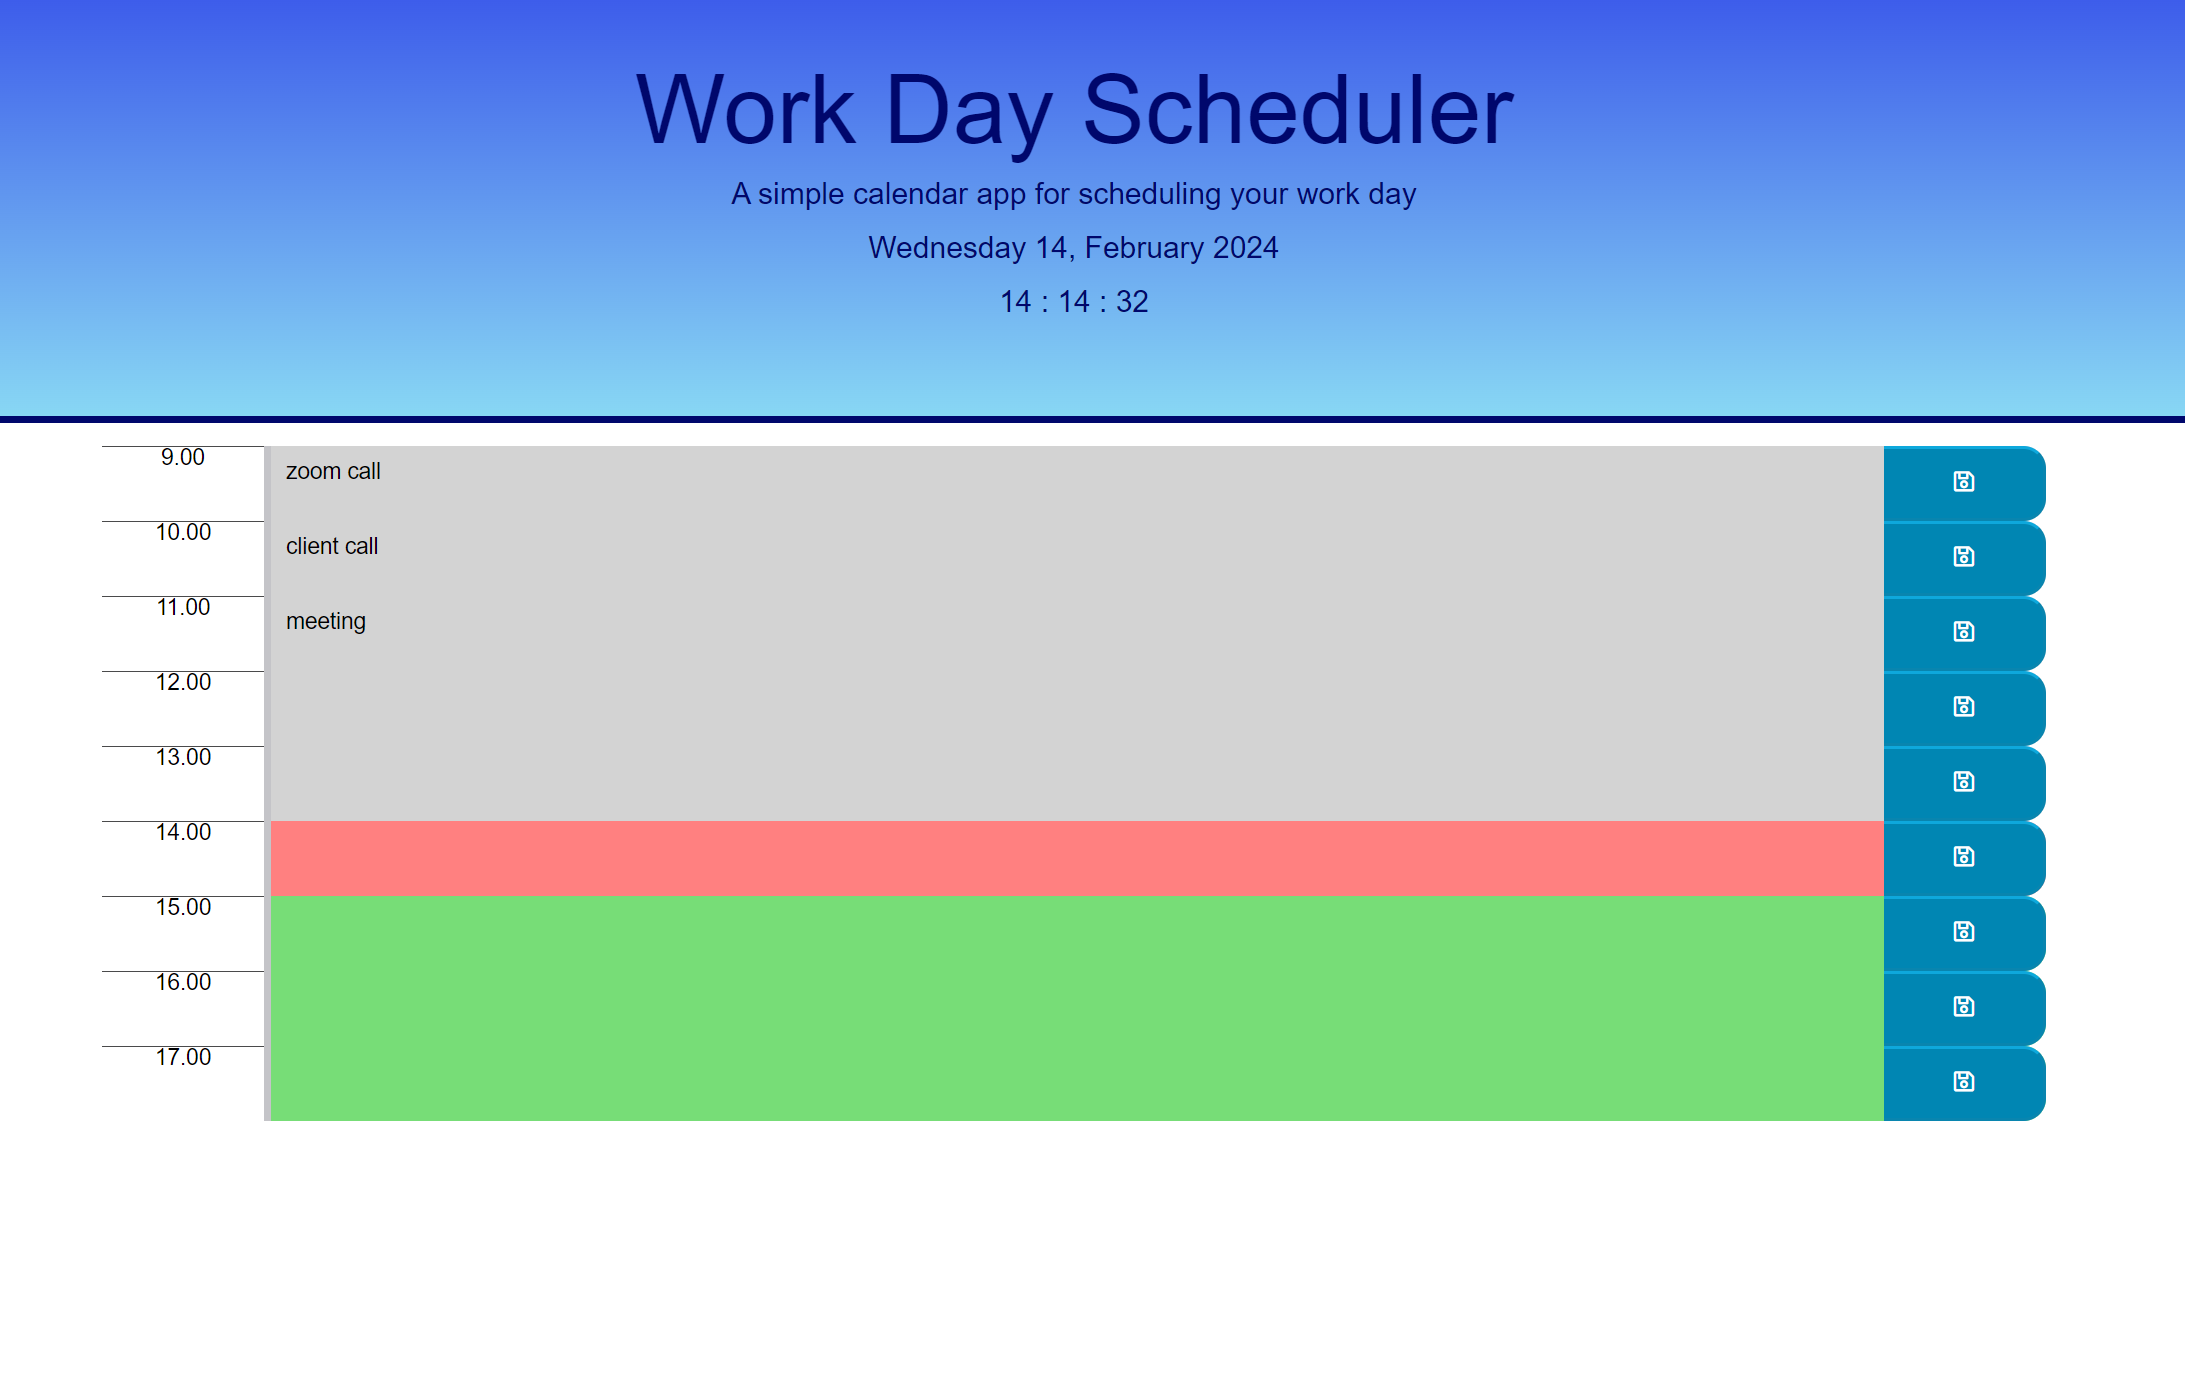 Work Day Scheduler
A simple calendar app for scheduling your work day
Wednesday 14, February 2024
14 : 14 : 32
9.00
zoom call
10.00
client call
11.00
meeting
12.00
13.00
14.00
15.00
16.00
17.00